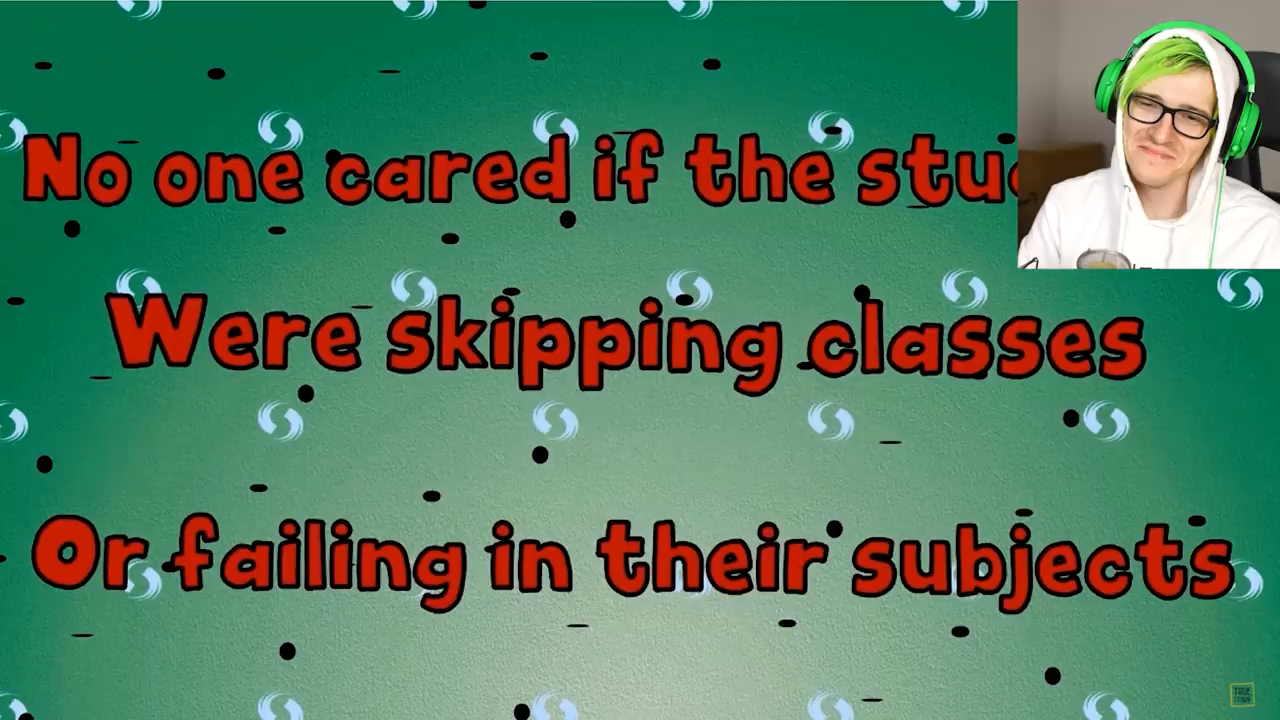 No one cared if the
Were skipping classes
Or failing in their subjects